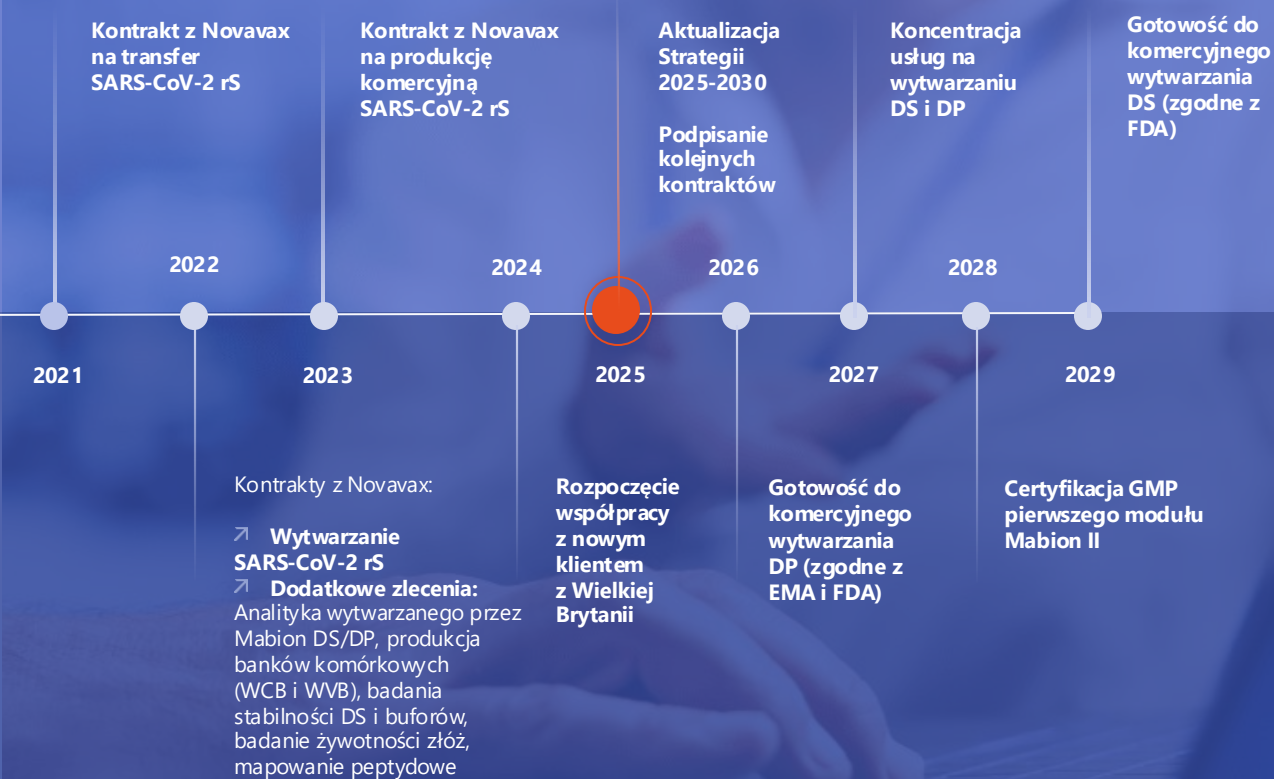 Kontrakt z Novavax
na transfer
SARS-CoV-2 rS
Kontrakt z Novavax
na produkcję
komercyjną
SARS-CoV-2 rS
Aktualizacja
Strategii
2025-2030
Podpisanie
kolejnych
kontraktów
Koncentracja
usług na
wytwarzaniu
DS i DP
Gotowość do
komercyjnego
wytwarzania
DS (zgodne z
FDA)
2022
2024
2026
2028
2021
2023
2025
2027
2029
Kontrakty z Novavax:
Wytwarzanie
SARS-CoV-2 rS
Dodatkowe zlecenia:
Analityka wytwarzanego przez
Mabion DS/DP, produkcja
banków komórkowych
(WCB i WVB), badania
stabilności DS i buforów,
badanie żywotności złóż,
mapowanie peptydowe
Rozpoczęcie
współpracy
z nowym
klientem
z Wielkiej
Brytanii
Gotowość do
komercyjnego
wytwarzania
DP (zgodne z
EMA i FDA)
Certyfikacja GMP
pierwszego modułu
Mabion II